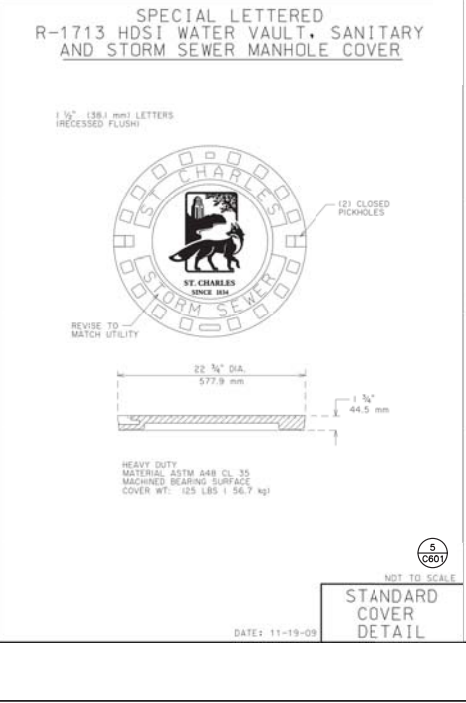 SPECIAL LETTERED
R-1713 HDSI WATER VAULT, SANITARY
AND STORM SEWER MANHOLE COVER
1 ½" (38.1 mm) LETTERS
(RECESSED FLUSH)
ST CHARLES
(2) CLOSED
PICKHOLES
ST. CHARLES
SINCE 1834
STORM SEWER
REVISE TO
MATCH UTILITY
22 ¾" DIA.
577.9 mm
1 ¾"
44.5 mm
HEAVY DUTY
MATERIAL ASTM A48 CL 35
MACHINED BEARING SURFACE
COVER WT: 125 LBS ( 56.7 kg)
5
C601
NOT TO SCALE
STANDARD
COVER
DETAIL
DATE: 11-19-09